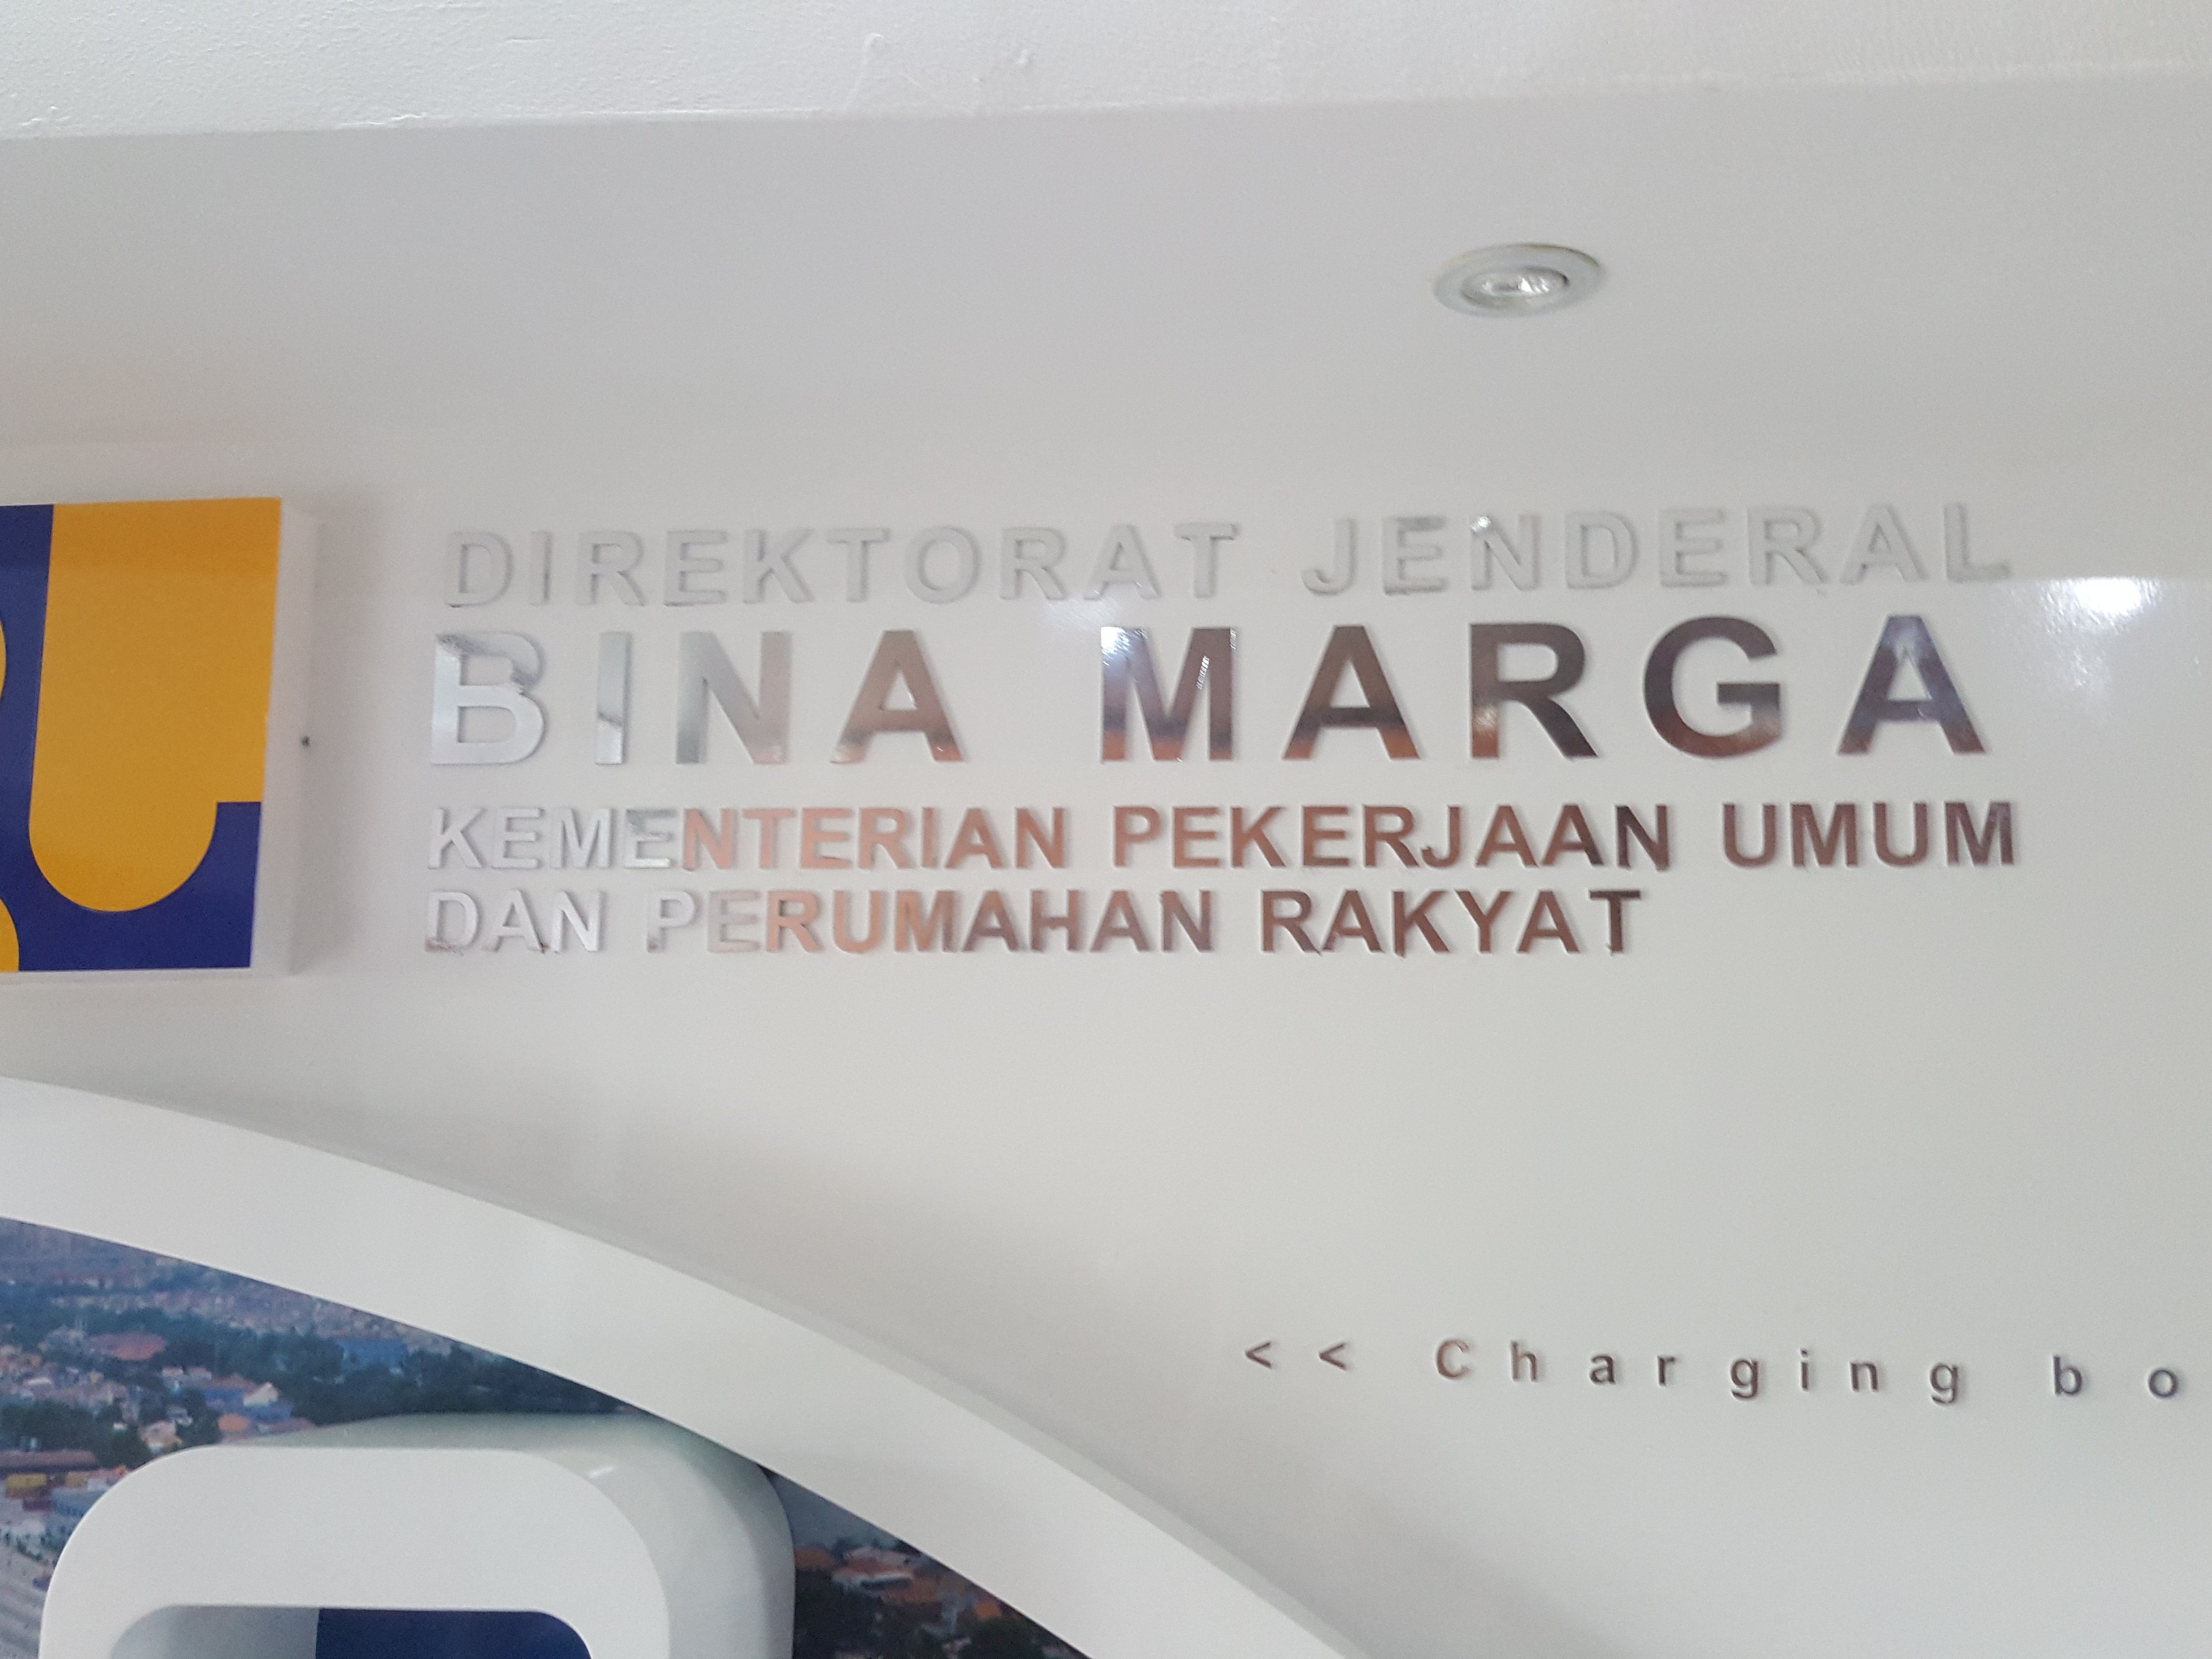 DIREKTORAT JENDERAL
BINA MARGA
KEMENTERIAN PEKERJAAN UMUM
DAN PERUMAHAN RAKYAT
<< Charging